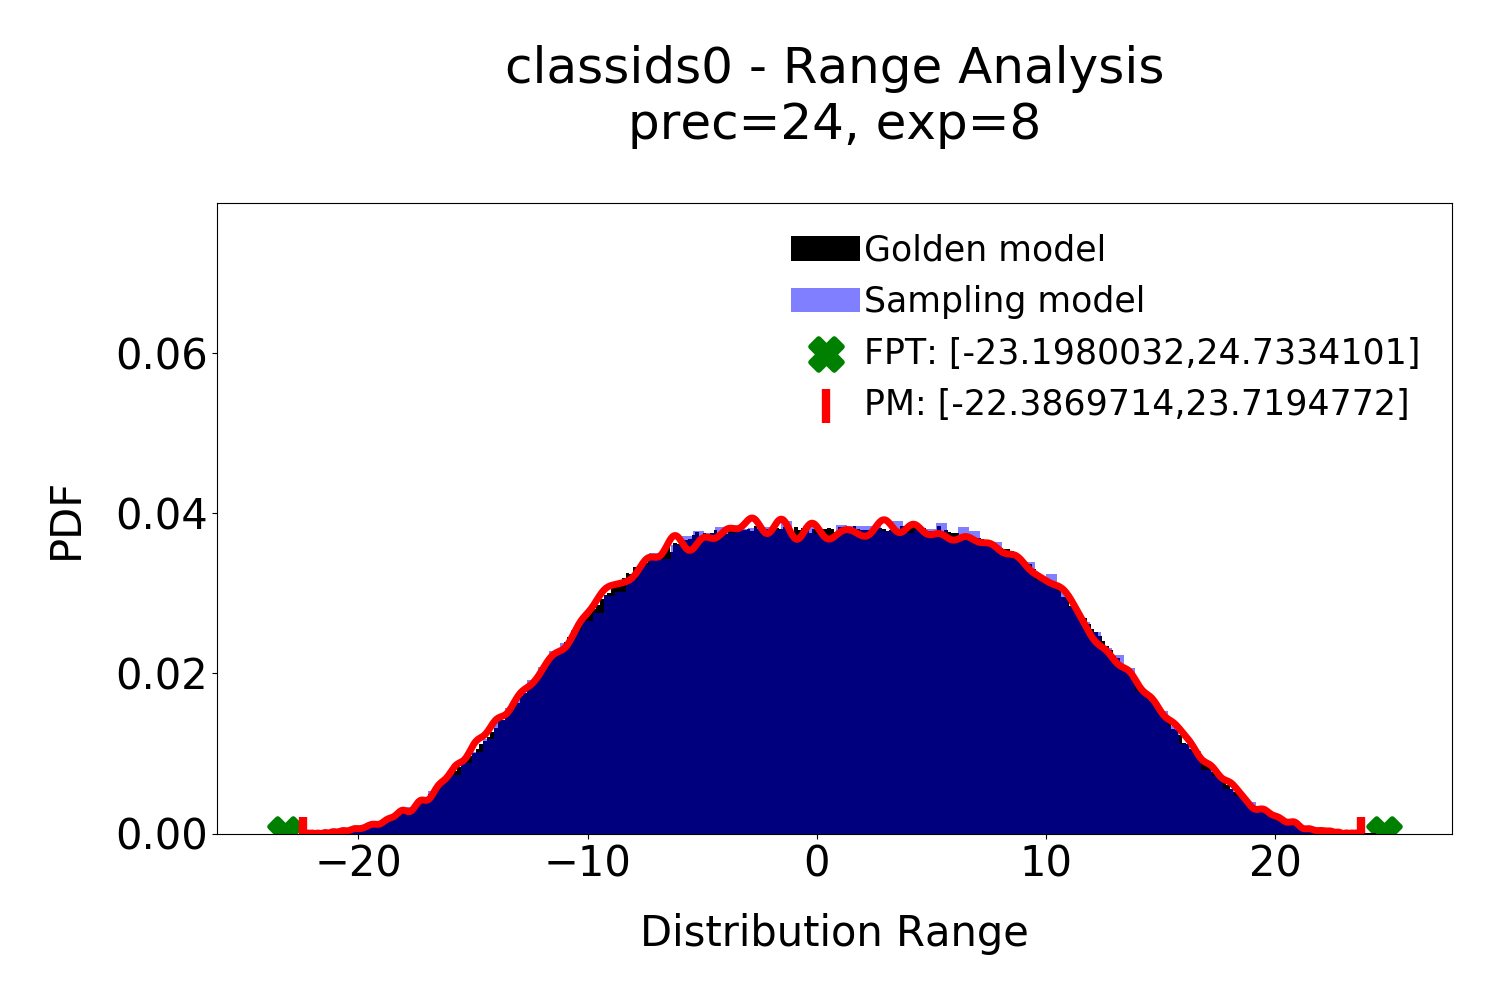 classids0 - Range Analysis
prec=24, exp=8
Golden model
Sampling model
FPT: [-23.1980032,24.7334101]
PM: [-22.3869714,23.7194772]
PDF
0.06
0.04
0.02
0.00
−20
−10
0
10
20
Distribution Range